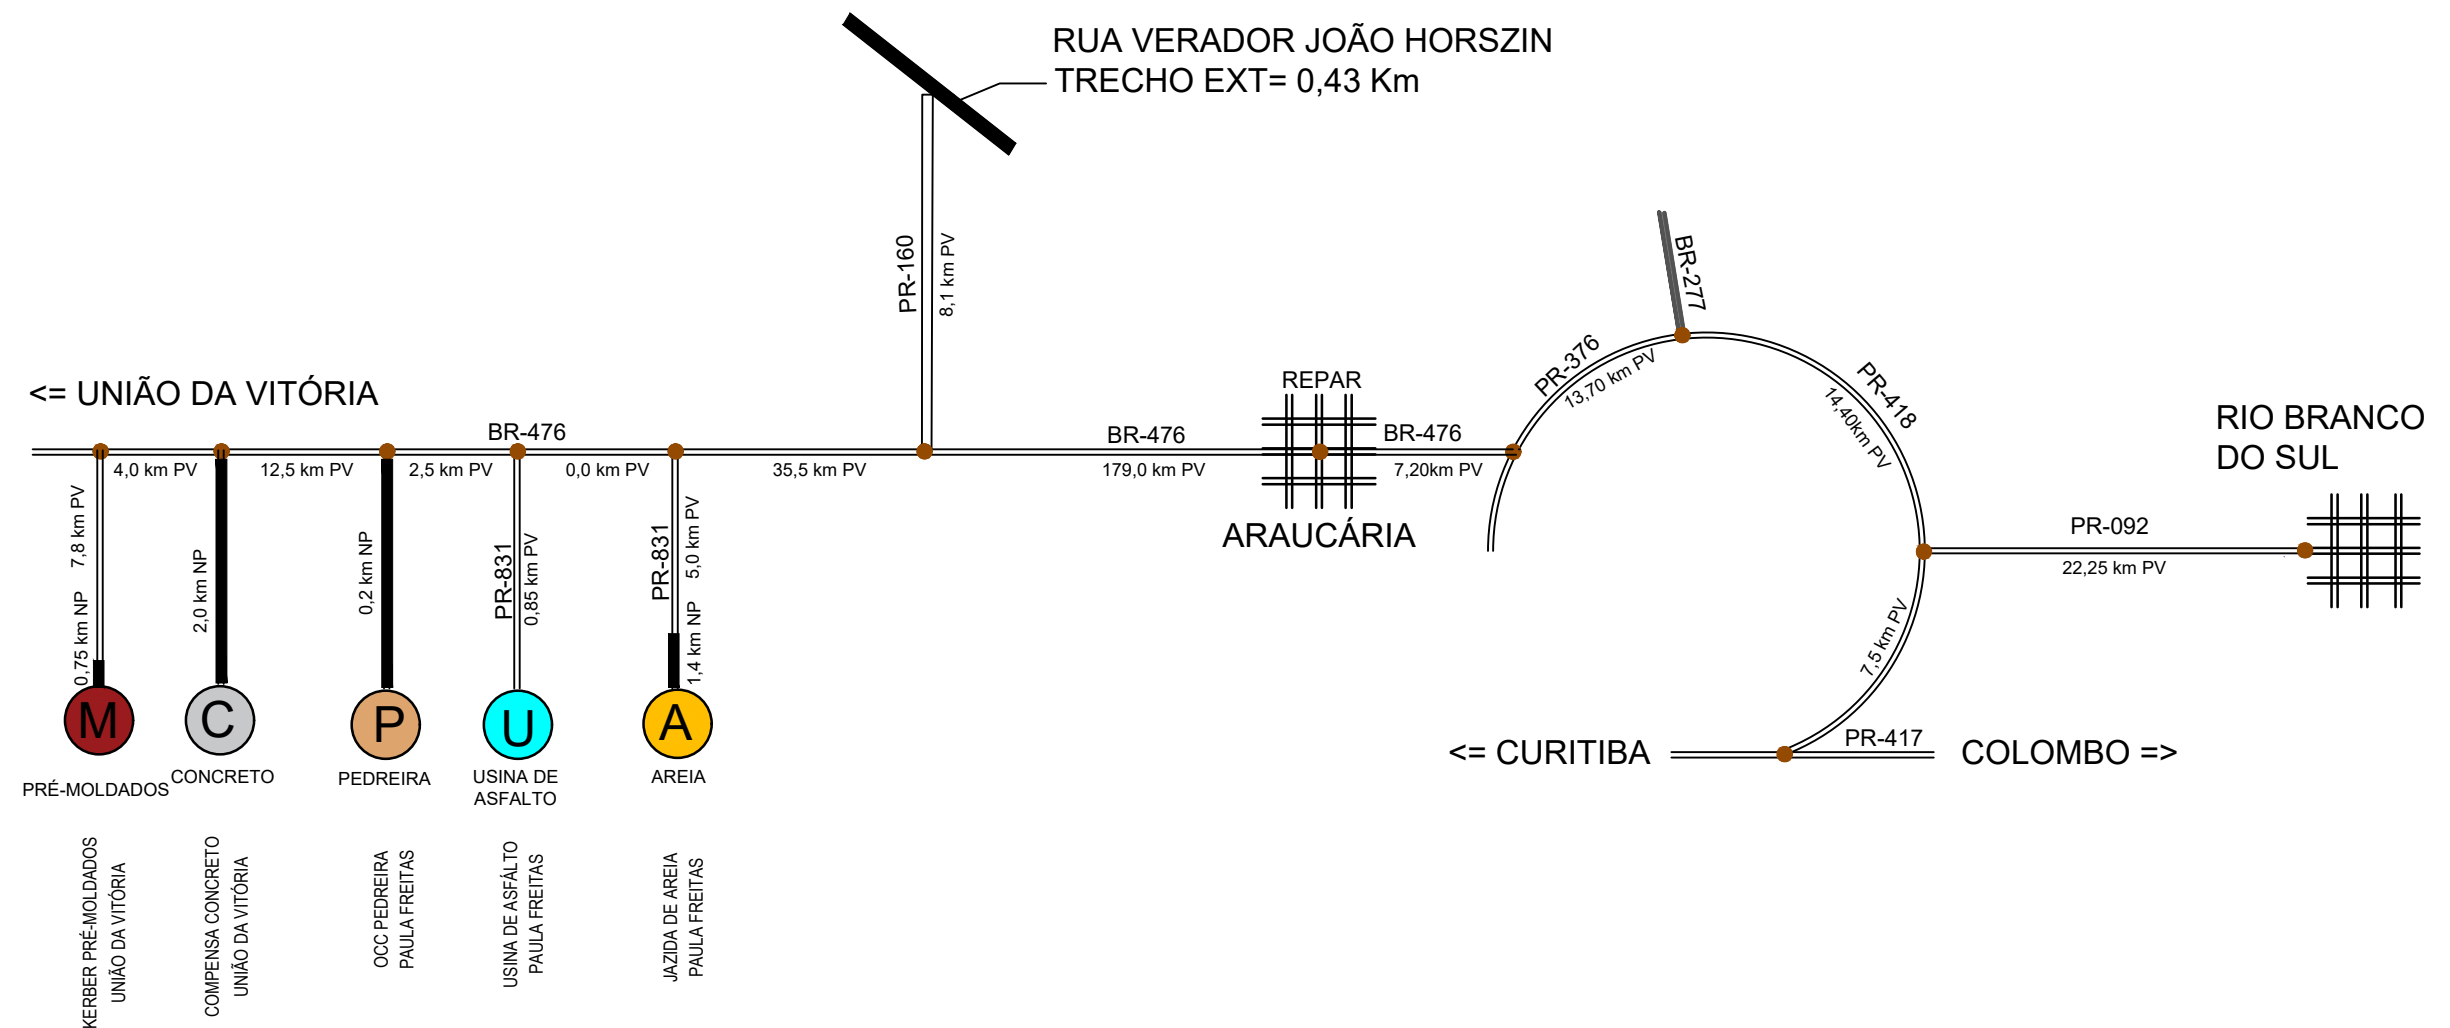 RUA VERADOR JOÃO HORSZIN
TRECHO EXT= 0,43 Km
PR-160
8,1 km PV
BR-277
PR-376
13,70 km PV
PR-418
14,40km PV
<= UNIÃO DA VITÓRIA
REPAR
RIO BRANCO
DO SUL
BR-476
BR-476
BR-476
4,0 km PV
12,5 km PV
2,5 km PV
0,0 km PV
35,5 km PV
179,0 km PV
7,20km PV
ARAUCÁRIA
PR-092
22,25 km PV
0,75 km NP
7,8 km PV
2,0 km NP
0,2 km NP
PR-831
0,85 km PV
PR-831
1,4 km NP
5,0 km PV
7,5 km PV
M
C
P
U
A
<= CURITIBA
PR-417
COLOMBO =>
PRÉ-MOLDADOS
CONCRETO
PEDREIRA
USINA DE
ASFALTO
AREIA
KERBER PRÉ-MOLDADOS
UNIÃO DA VITÓRIA
COMPENSA CONCRETO
UNIÃO DA VITÓRIA
OCC PEDREIRA
PAULA FREITAS
USINA DE ASFÁLTO
PAULA FREITAS
JAZIDA DE AREIA
PAULA FREITAS